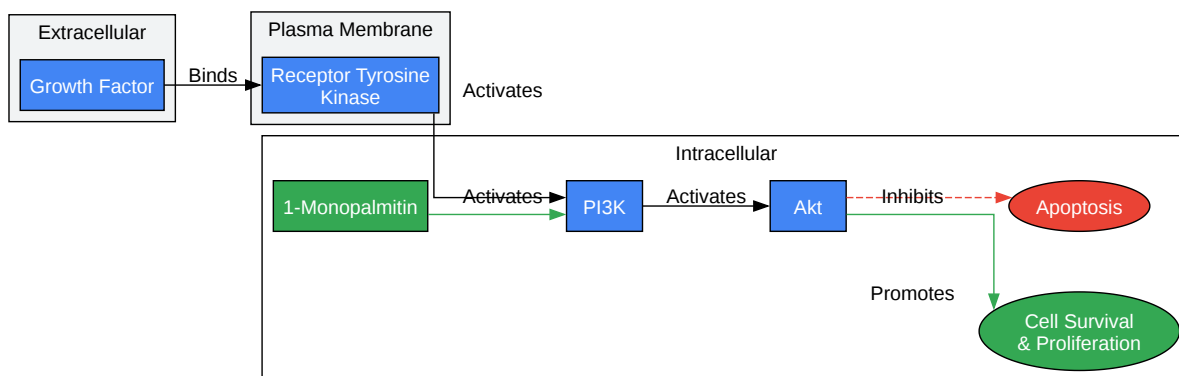 Extracellular
Growth Factor
Binds
Plasma Membrane
Receptor Tyrosine
Kinase
Activates
Intracellular
1-Monopalmitin
Activates
PI3K
Activates
Akt
Inhibits
Apoptosis
Promotes
Cell Survival
& Proliferation